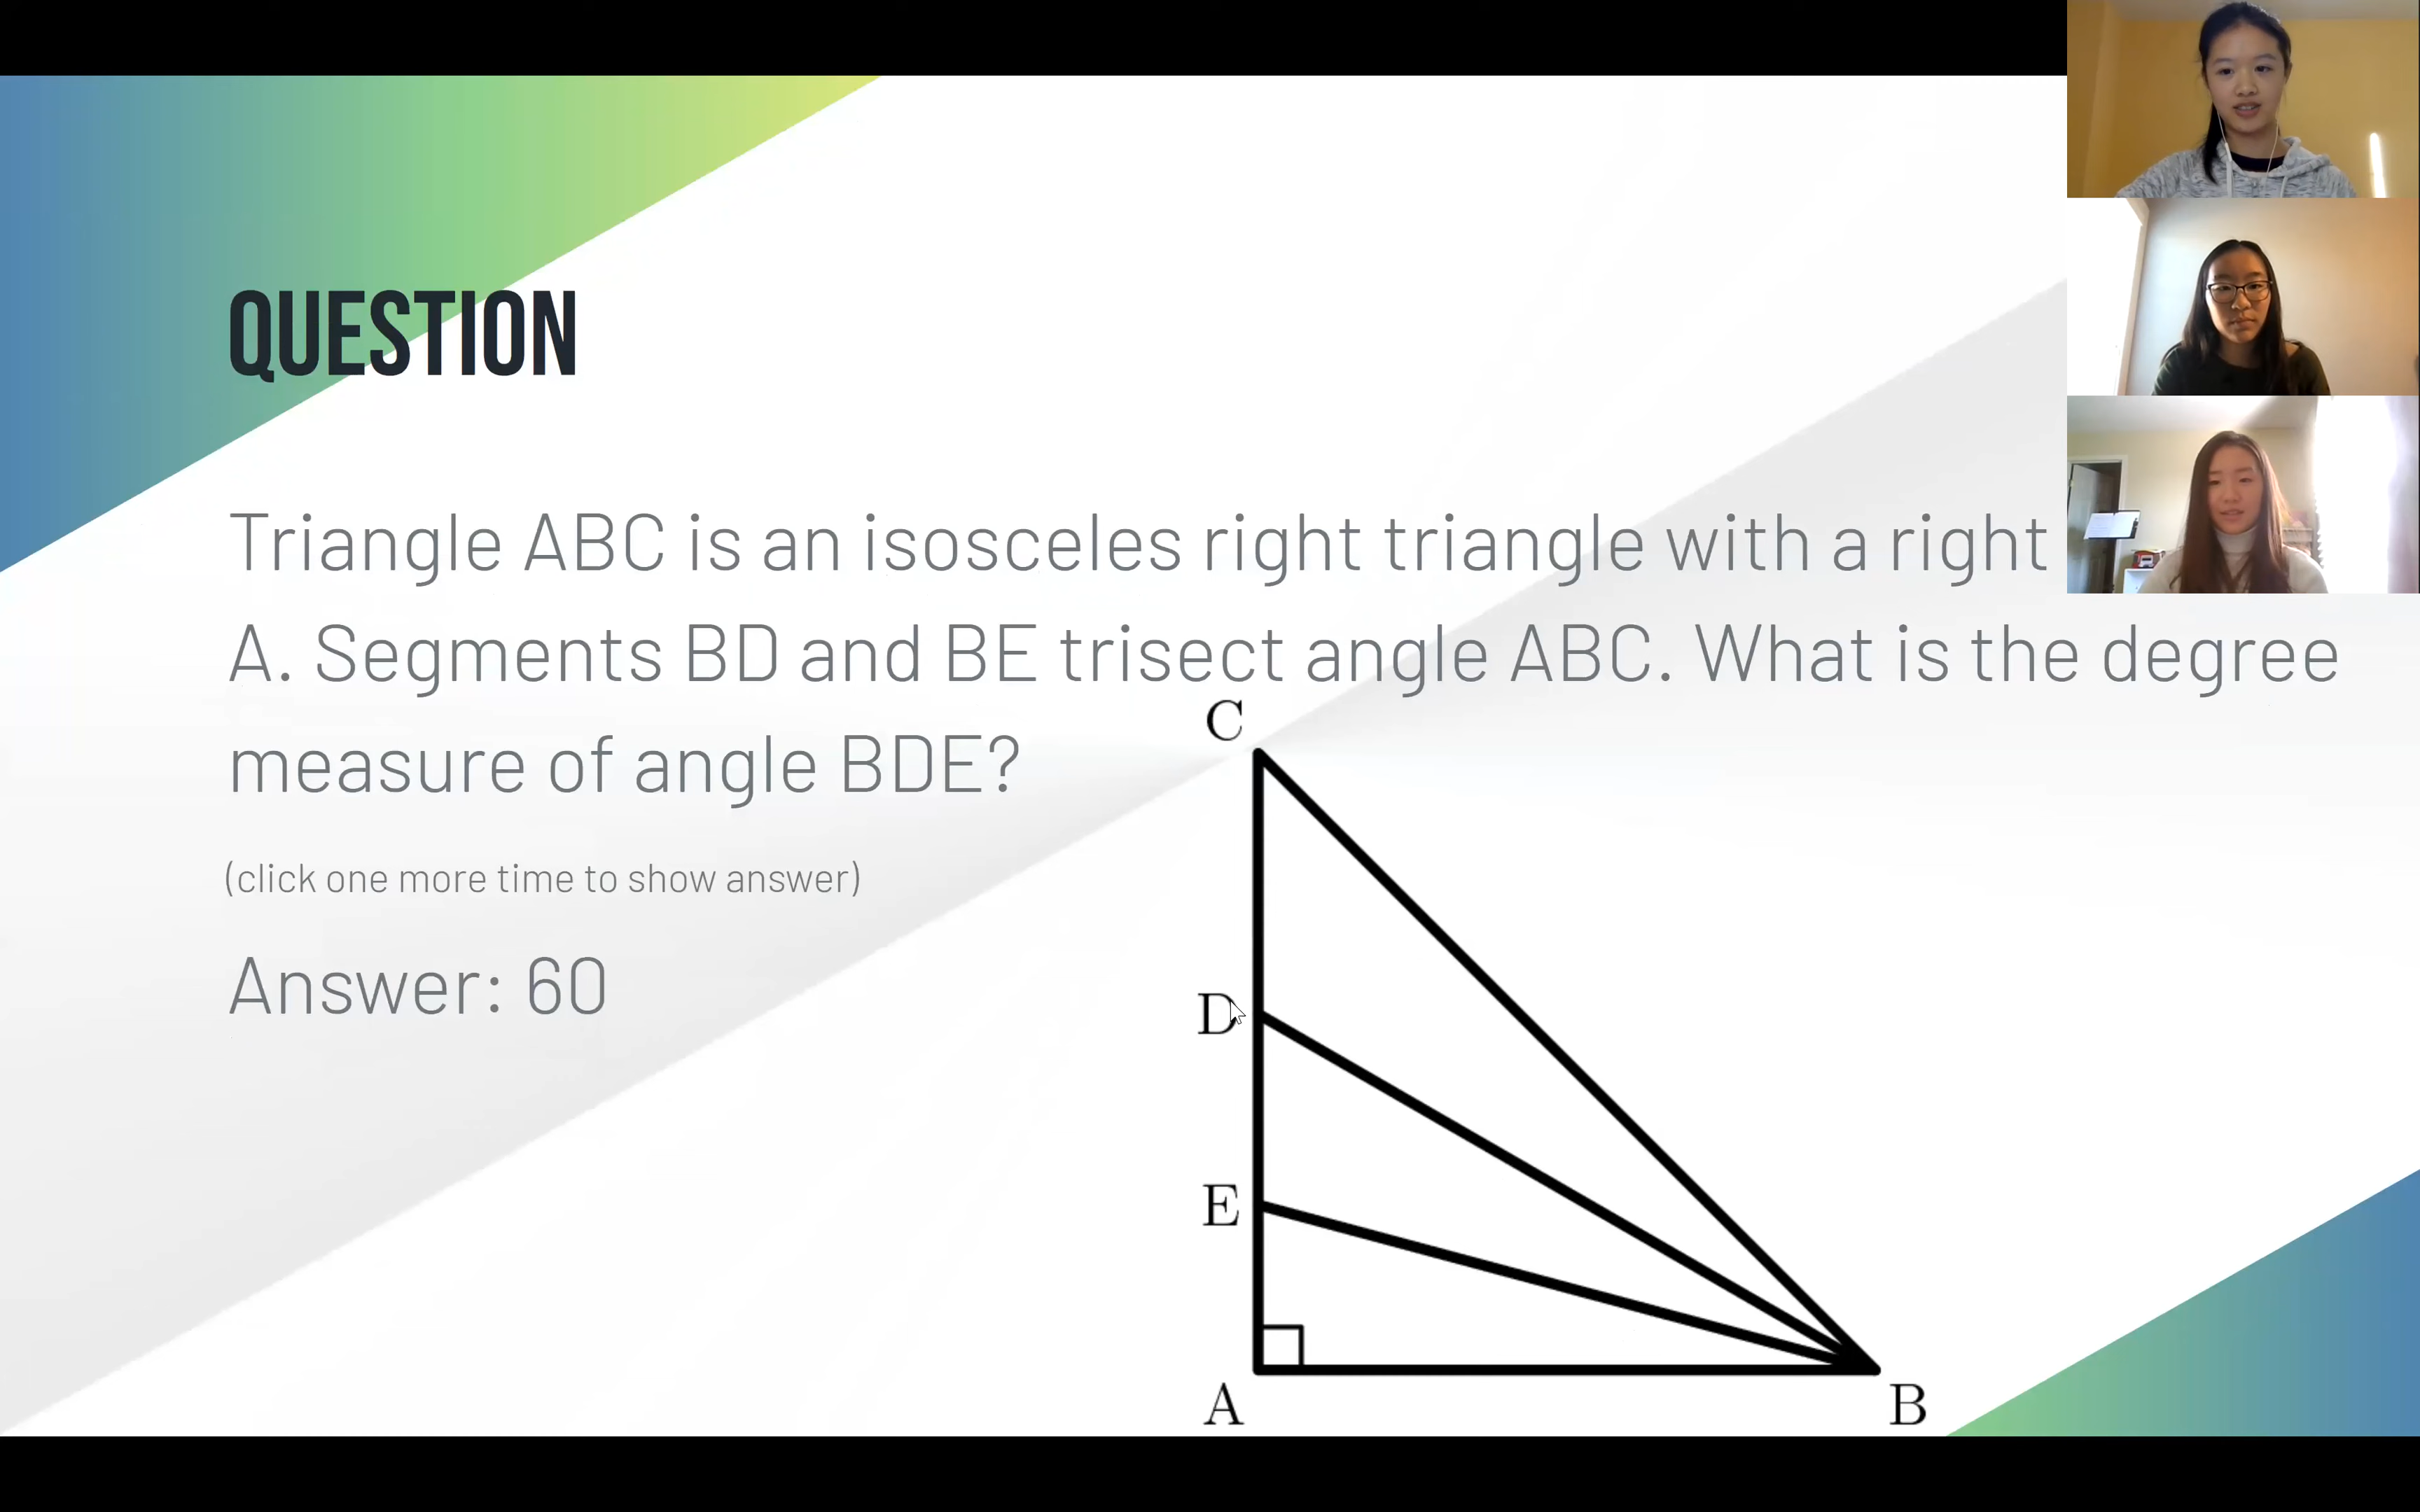 QUESTION
Triangle ABC is an isosceles right triangle with a right
A. Segments BD and BE trisect angle ABC. What is the degree
measure of angle BDE?
(click one more time to show answer)
Answer: 60
C
D
E
A
B